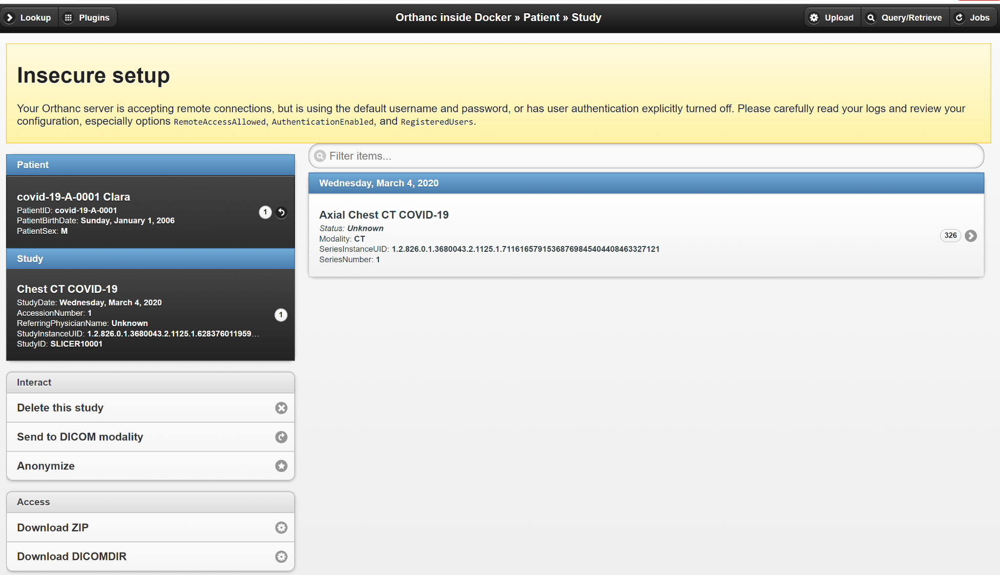 Lookup
Plugins
Orthanc inside Docker » Patient » Study
Upload
Query/Retrieve
Jobs
Insecure setup
Your Orthanc server is accepting remote connections, but is using the default username and password, or has user authentication explicitly turned off. Please carefully read your logs and review your
configuration, especially options RemoteAccessAllowed, AuthenticationEnabled, and RegisteredUsers.
Patient
covid-19-A-0001 Clara
PatientID: covid-19-A-0001
PatientBirthDate: Sunday, January 1, 2006
PatientSex: M
1
Study
Chest CT COVID-19
StudyDate: Wednesday, March 4, 2020
AccessionNumber: 1
ReferringPhysicianName: Unknown
StudyInstanceUID: 1.2.826.0.1.3680043.2.1125.1.628376011959...
StudyID: SLICER10001
1
Interact
Delete this study
Send to DICOM modality
Anonymize
Access
Download ZIP
Download DICOMDIR
Filter items...
Wednesday, March 4, 2020
Axial Chest CT COVID-19
Status: Unknown
Modality: CT
SeriesInstanceUID: 1.2.826.0.1.3680043.2.1125.1.71161657915368769845404408463327121
SeriesNumber: 1
326